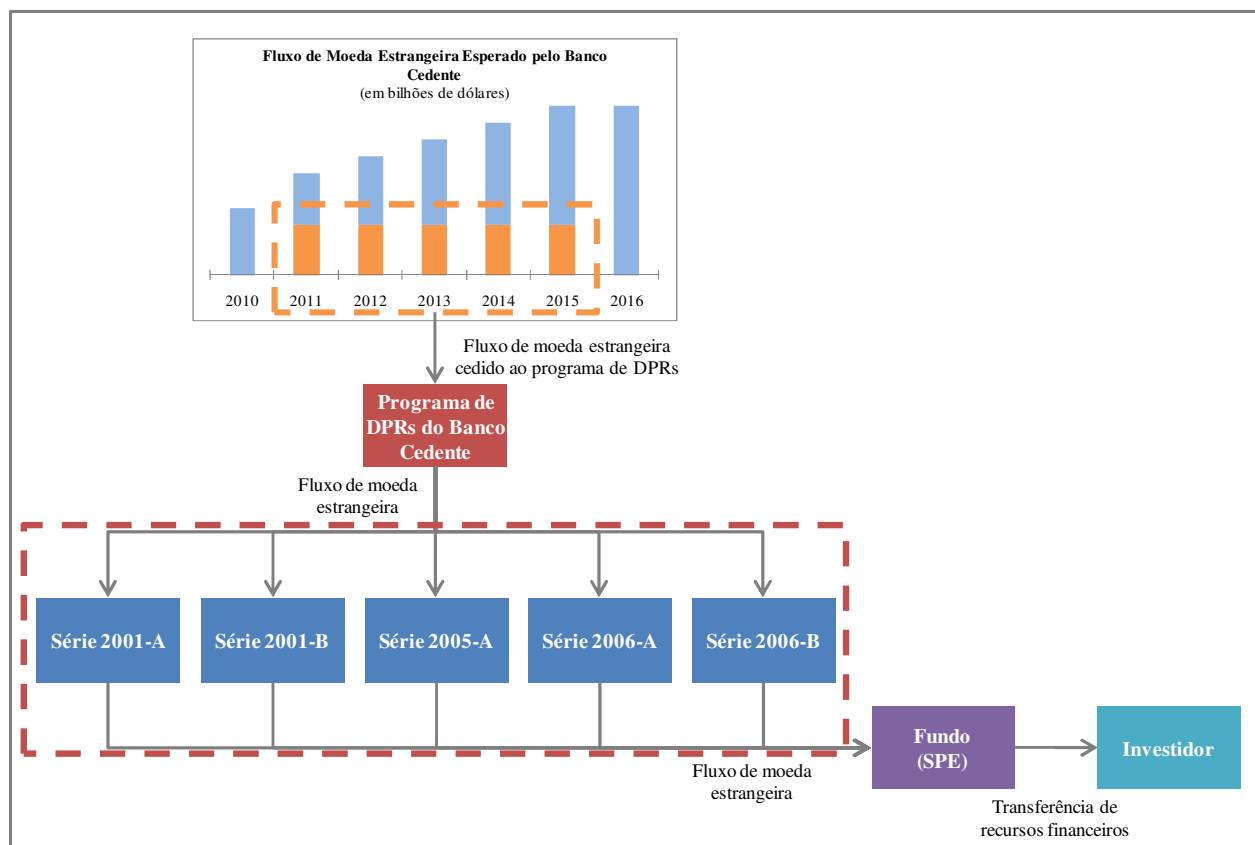 Fluxo de Moeda Estrangeira Esperado pelo Banco
Cedente
(em bilhões de dólares)
2010 2011 2012 2013 2014 2015 2016
Fluxo de moeda estrangeira
cedido ao programa de DPRs
Programa de
DPRs do Banco
Cedente
Fluxo de moeda
estrangeira
Série 2001-A
Série 2001-B
Série 2005-A
Série 2006-A
Série 2006-B
Fundo
(SPE)
Investidor
Fluxo de moeda
estrangeira
Transferência de
recursos financeiros